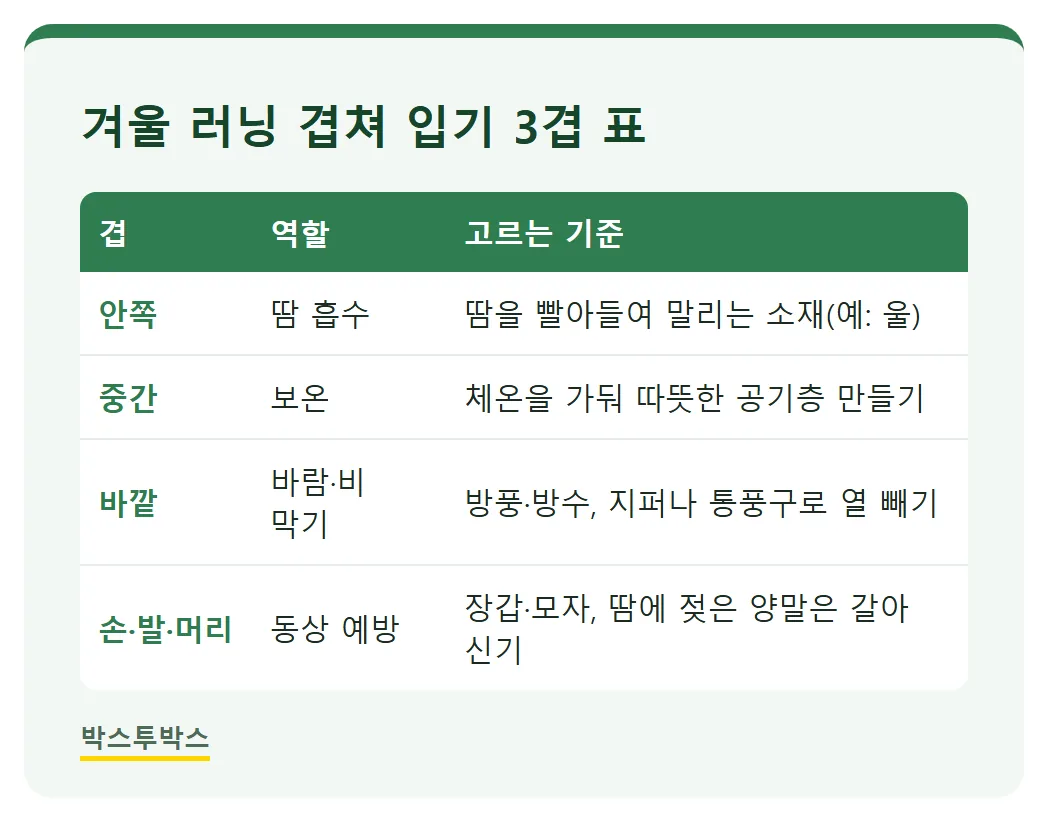 겨울 러닝 겹쳐 입기 3겹 표
겹 역할 고르는 기준
안쪽 땀 흡수 땀을 빨아들여 말리는 소재(예: 울)
중간 보온 체온을 가둬 따뜻한 공기층 만들기
바깥 바람·비
막기 방풍·방수, 지퍼나 통풍구로 열 빼기
손·발·머리 동상 예방 장갑·모자, 땀에 젖은 양말은 갈아
신기
박스투박스